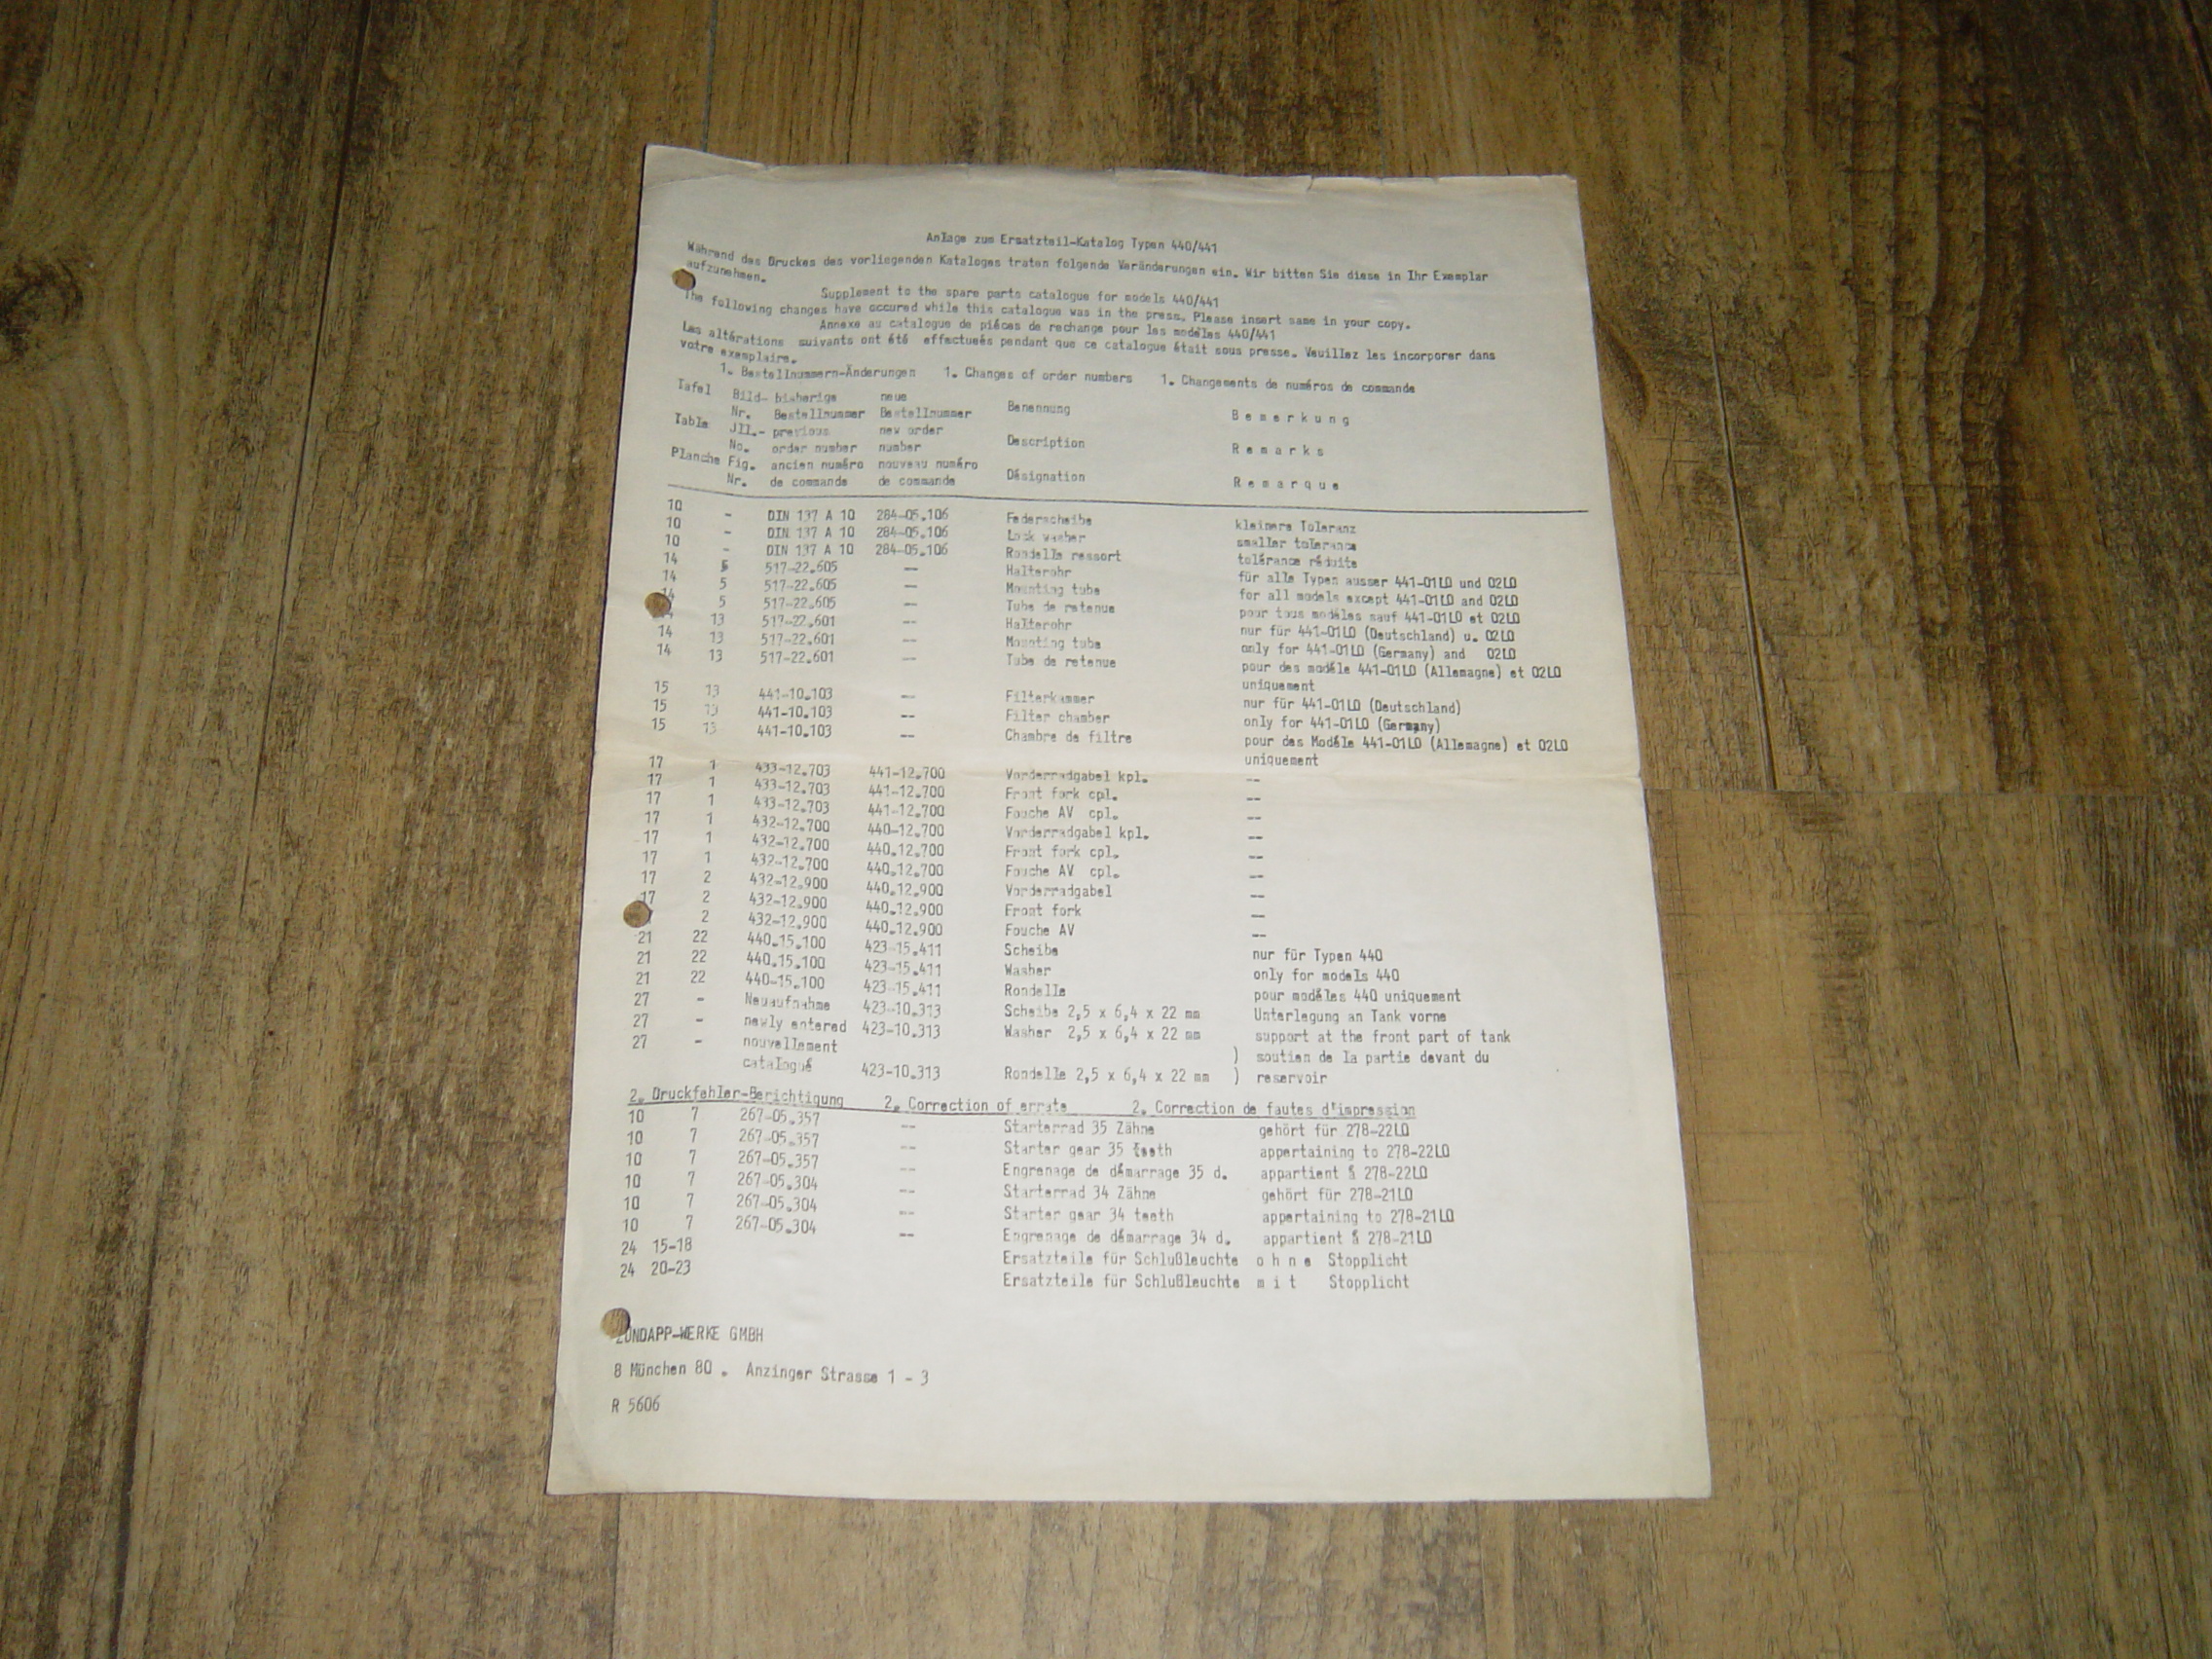 Anlage zum Ersatzteil-Katalog Typen 440/441
Während des Druckes des vorliegenden Kataloges traten folgende Veränderungen ein. Wir bitten Sie diese in Ihr Exemplar
aufzunehmen.
Supplement to the spare parts catalogue for models 440/441
The following changes have occured while this catalogue was in the press. Please insert same in your copy.
Annexe au catalogue de piéces de rechange pour les modèles 440/441
Les altérations suivants ont été effectueés pendant que ce catalogue était sous presse. Veuillez les incorporer dans
votre exemplaire.
1. Bestellnummern-Änderungen 1. Changes of order numbers 1. Changements de numéros de commande
Tafel Bild- bisherige neue Benennung Bemerkung
Nr. Bestellnummer Bestellnummer
Table Jll.- previous new order Description Remarks
No. order number number
Planche Fig. ancien numéro nouveau numéro Désignation Remarque
Nr. de commande de commande
10 - DIN 137 A 10 284-05.106 Federscheibe kleinere Toleranz
10 - DIN 137 A 10 284-05.106 Lock washer smaller tolerance
10 - DIN 137 A 10 284-05.106 Rondelle ressort tolérance réduite
14 5 517-22.605 -- Halterohr für alle Typen ausser 441-01LO und 02LO
14 5 517-22.605 -- Mounting tube for all models except 441-01LO and 02LO
14 5 517-22.605 -- Tube de retenue pour tous modèles sauf 441-01LO et 02LO
14 13 517-22.601 -- Halterohr nur für 441-01LO (Deutschland) u. 02LO
14 13 517-22.601 -- Mounting tube only for 441-01LO (Germany) and 02LO
14 13 517-22.601 -- Tube de retenue pour des modéle 441-01LO (Allemagne) et 02LO
uniquement
15 13 441-10.103 -- Filterkammer nur für 441-01LO (Deutschland)
15 13 441-10.103 -- Filter chamber only for 441-01LO (Germany)
15 13 441-10.103 -- Chambre de filtre pour des Modéle 441-01LO (Allemagne) et 02LO
uniquement
17 1 433-12.703 441-12.700 Vorderradgabel kpl. --
17 1 433-12.703 441-12.700 Front fork cpl. --
17 1 433-12.703 441-12.700 Fouche AV cpl. --
17 1 432-12.700 440-12.700 Vorderradgabel kpl. --
17 1 432-12.700 440.12.700 Front fork cpl. --
17 1 432-12.700 440.12.700 Fouche AV cpl. --
17 2 432-12.900 440.12.900 Vorderradgabel --
17 2 432-12.900 440.12.900 Front fork --
2 432-12.900 440.12.900 Fouche AV --
21 22 440.15.100 423-15.411 Scheibe nur für Typen 440
21 22 440.15.100 423-15.411 Washer only for models 440
21 22 440-15.100 423-15.411 Rondelle pour modéles 440 uniquement
27 - Neuaufnahme 423-10.313 Scheibe 2,5 x 6,4 x 22 mm Unterlegung an Tank vorne
27 - newly entered 423-10.313 Washer 2,5 x 6,4 x 22 mm support at the front part of tank
27 - nouvellement ) soutien de la partie devant du
catalogué 423-10.313 Rondelle 2,5 x 6,4 x 22 mm ) reservoir
2. Druckfehler-Berichtigung 2. Correction of errate 2. Correction de fautes d'impression
10 7 267-05.357 -- Starterrad 35 Zähne gehört für 278-22LO
10 7 267-05.357 -- Starter gear 35 teeth appertaining to 278-22LO
10 7 267-05.357 -- Engrenage de démarrage 35 d. appartient à 278-22LO
10 7 267-05.304 -- Starterrad 34 Zähne gehört für 278-21LO
10 7 267-05.304 -- Starter gear 34 teeth appertaining to 278-21LO
10 7 267-05.304 -- Engrenage de démarrage 34 d. appartient à 278-21LO
24 15-18 Ersatzteile für Schlußleuchte ohne Stopplicht
24 20-23 Ersatzteile für Schlußleuchte mit Stopplicht
ZÜNDAPP-WERKE GMBH
8 München 80 . Anzinger Strasse 1 - 3
R 5606